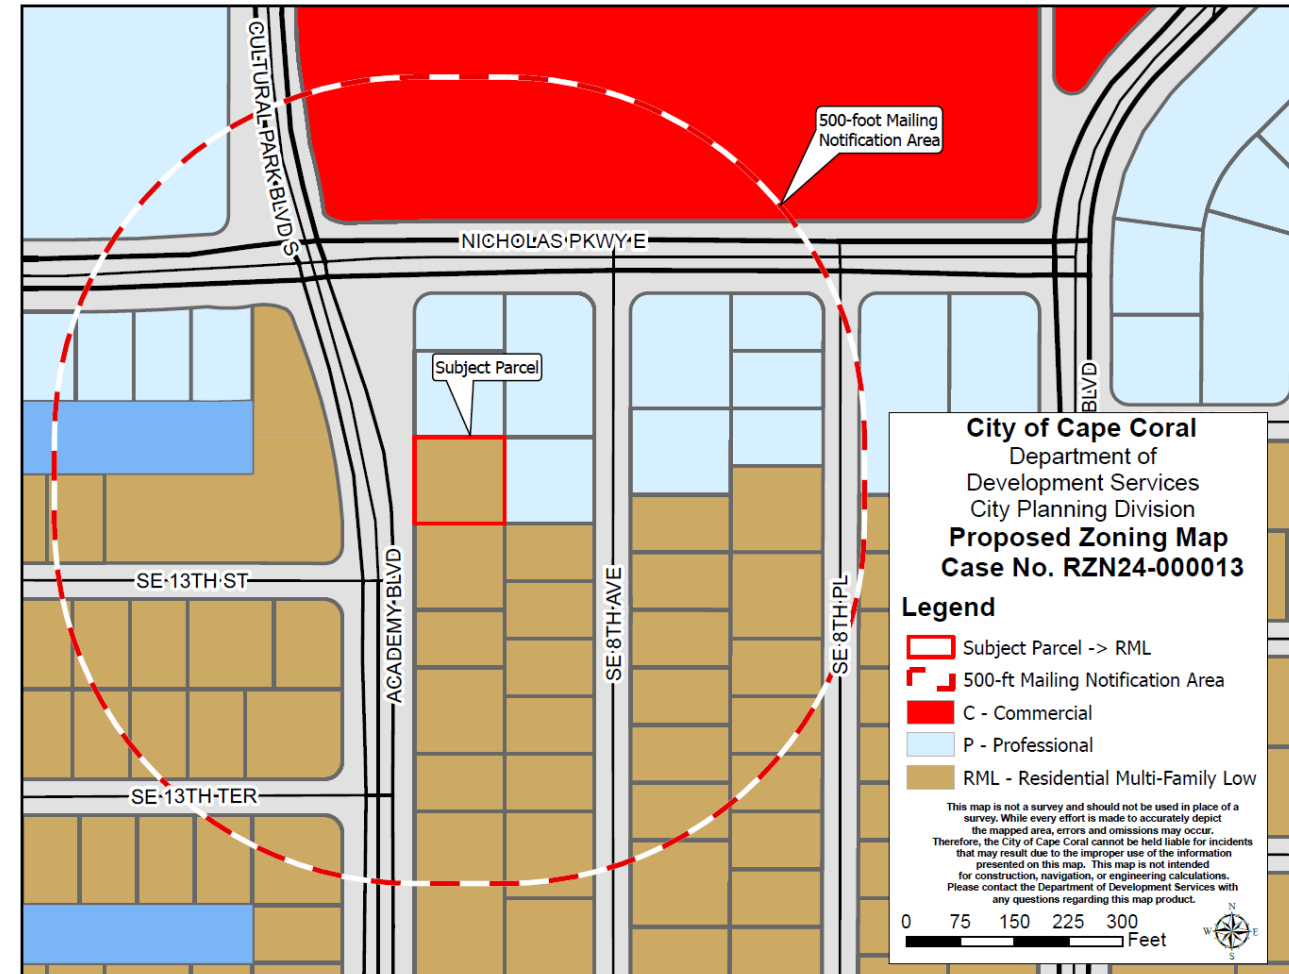 CULTURAL PARK BLVD S
500-foot Mailing
Notification Area
NICHOLAS PKWY E
Subject Parcel
BLVD
SE 13TH ST
ACADEMY BLVD
SE 8TH AVE
SE 8TH PL
SE 13TH TER
City of Cape Coral
Department of
Development Services
City Planning Division
Proposed Zoning Map
Case No. RZN24-000013
Legend
Subject Parcel -> RML
500-ft Mailing Notification Area
C - Commercial
P - Professional
RML - Residential Multi-Family Low
This map is not a survey and should not be used in place of a
survey. While every effort is made to accurately depict
the mapped area, errors and omissions may occur.
Therefore, the City of Cape Coral cannot be held liable for incidents
that may result due to the improper use of the information
presented on this map. This map is not intended
for construction, navigation, or engineering calculations.
Please contact the Department of Development Services with
any questions regarding this map product.
0 75 150 225 300
Feet
N
W E
S